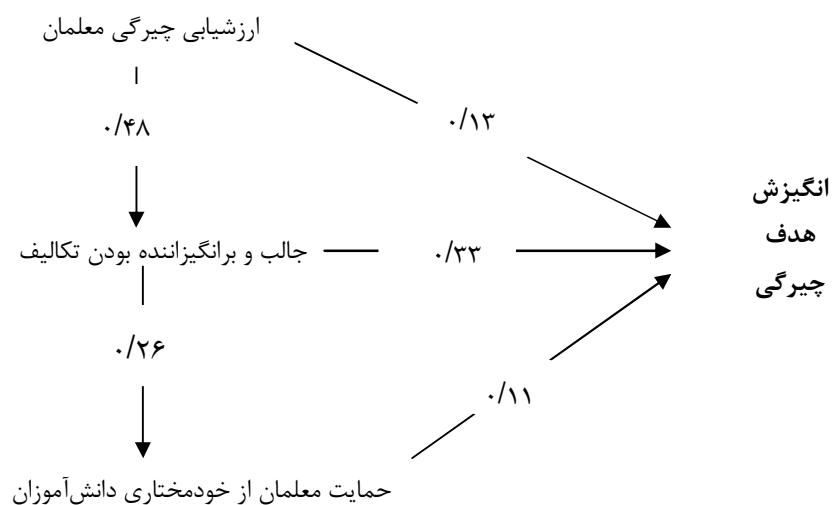 ارزشیابی چیرگی معلمان
۰/۴۸
۰/۱۳
انگیزش
هدف
چیرگی
جالب و برانگیزاننده بودن تکالیف
۰/۳۳
۰/۲۶
۰/۱۱
حمایت معلمان از خودمختاری دانش‌آموزان